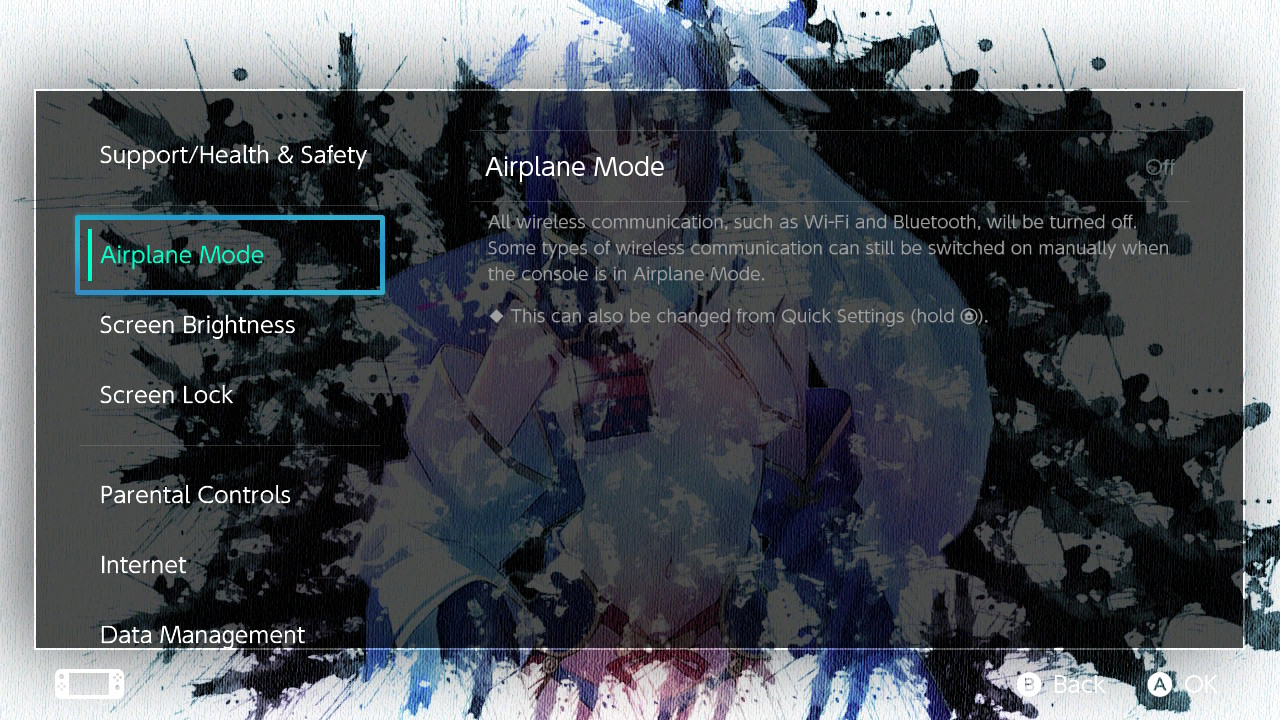 Support/Health & Safety
Airplane Mode
Screen Brightness
Screen Lock
Parental Controls
Internet
Data Management
Airplane Mode Off
All wireless communication, such as Wi-Fi and Bluetooth, will be turned off.
Some types of wireless communication can still be switched on manually when
the console is in Airplane Mode.
◆ This can also be changed from Quick Settings (hold ).
B Back A OK